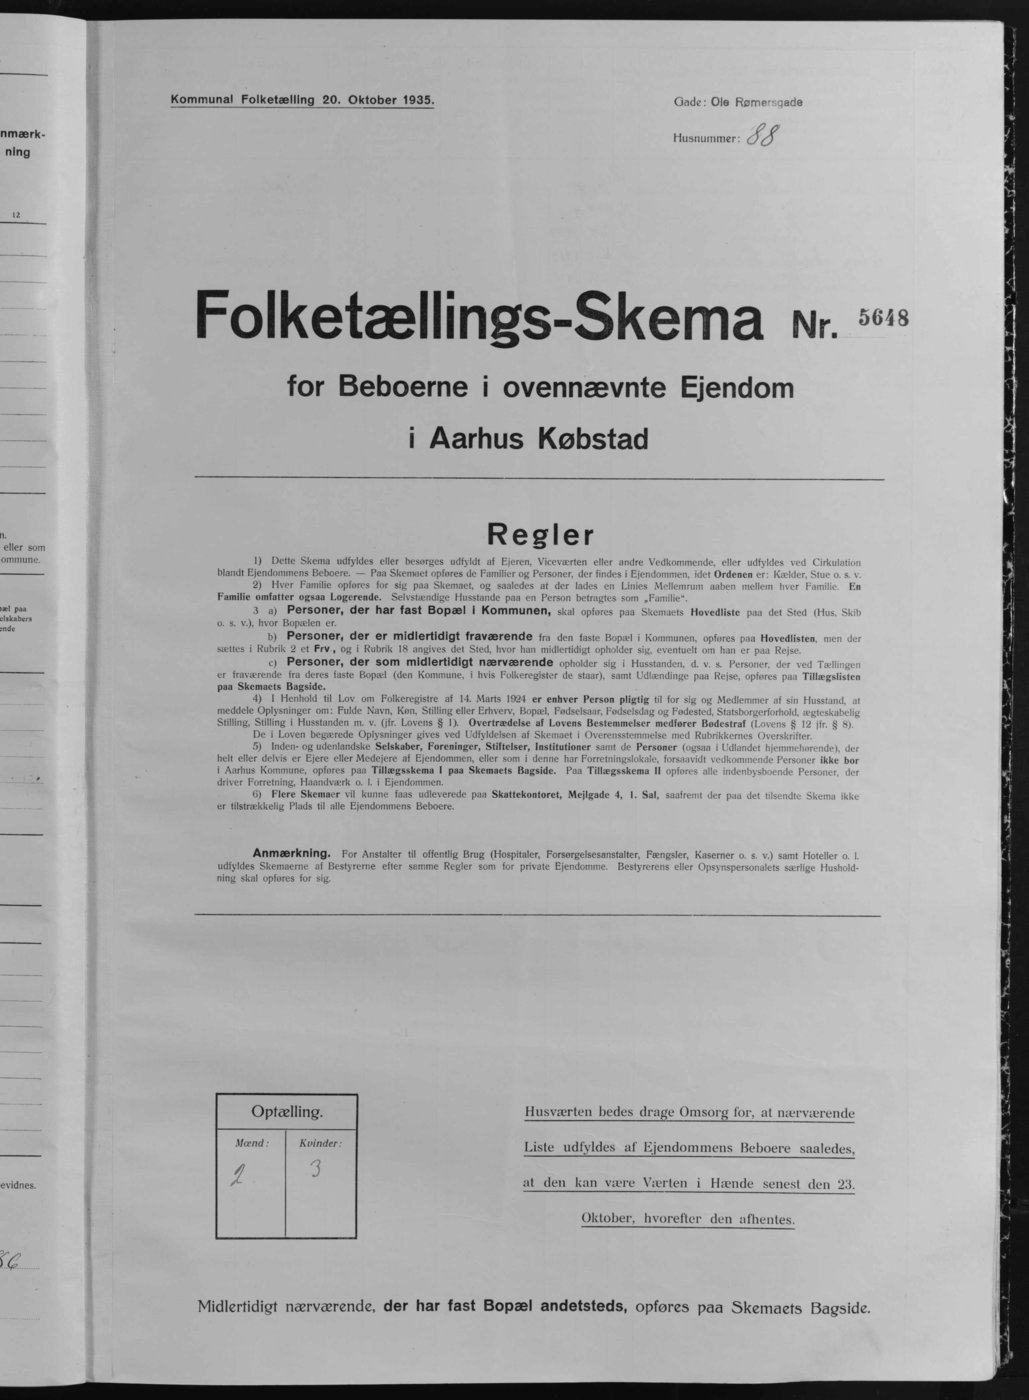 nmærk-
ning
12
n.
eller som
ommune.
pæl paa
elskabers
ende
evidnes.
86
Kommunal Folketælling 20. Oktober 1935.
Gade: Ole Rømersgade
Husnummer: 88
Folketællings-Skema Nr. 5648
for Beboerne i ovennævnte Ejendom
i Aarhus Købstad
Regler
1) Dette Skema udfyldes eller besørges udfyldt af Ejeren, Viceværten eller andre Vedkommende, eller udfyldes ved Cirkulation
blandt Ejendommens Beboere. — Paa Skemaet opføres de Familier og Personer, der findes i Ejendommen, idet Ordenen er: Kælder, Stue o. s. v.
2) Hver Familie opføres for sig paa Skemaet, og saaledes at der lades en Linies Mellemrum aaben mellem hver Familie. En
Familie omfatter ogsaa Logerende. Selvstændige Husstande paa en Person betragtes som „Familie".
3 a) Personer, der har fast Bopæl i Kommunen, skal opføres paa Skemaets Hovedliste paa det Sted (Hus, Skib
o. s. v.), hvor Bopælen er.
b) Personer, der er midlertidigt fraværende fra den faste Bopæl i Kommunen, opføres paa Hovedlisten, men der
sættes i Rubrik 2 et Frv., og i Rubrik 18 angives det Sted, hvor han midlertidigt opholder sig, eventuelt om han er paa Rejse.
c) Personer, der som midlertidigt nærværende opholder sig i Husstanden, d. v. s. Personer, der ved Tællingen
er fraværende fra deres faste Bopæl (den Kommune, i hvis Folkeregister de staar), samt Udlændinge paa Rejse, opføres paa Tillægslisten
paa Skemaets Bagside.
4) I Henhold til Lov om Folkeregistre af 14. Marts 1924 er enhver Person pligtig til for sig og Medlemmer af sin Husstand, at
meddele Oplysninger om: Fulde Navn, Køn, Stilling eller Erhverv, Bopæl, Fødselsaar, Fødselsdag og Fødested, Statsborgerforhold, ægteskabelig
Stilling, Stilling i Husstanden m. v. (jfr. Lovens § 1). Overtrædelse af Lovens Bestemmelser medfører Bødestraf (Lovens § 12 jfr. § 8).
De i Loven begærede Oplysninger gives ved Udfyldelsen af Skemaet i Overensstemmelse med Rubrikkernes Overskrifter.
5) Inden- og udenlandske Selskaber, Foreninger, Stiftelser, Institutioner samt de Personer (ogsaa i Udlandet hjemmehørende), der
helt eller delvis er Ejere eller Medejere af Ejendommen, eller som i denne har Forretningslokale, forsaavidt vedkommende Personer ikke bor
i Aarhus Kommune, opføres paa Tillægsskema I paa Skemaets Bagside. Paa Tillægsskema II opføres alle indenbysboende Personer, der
driver Forretning, Haandværk o. l. i Ejendommen.
6) Flere Skemaer vil kunne faas udleverede paa Skattekontoret, Mejlgade 4, 1. Sal, saafremt der paa det tilsendte Skema ikke
er tilstrækkelig Plads til alle Ejendommens Beboere.
Anmærkning. For Anstalter til offentlig Brug (Hospitaler, Forsørgelsesanstalter, Fængsler, Kaserner o. s. v.) samt Hoteller o. l.
udfyldes Skemaerne af Bestyrerne efter samme Regler som for private Ejendomme. Bestyrerens eller Opsynspersonalets særlige Hushold-
ning skal opføres for sig.
Optælling.
Mænd: Kvinder:
2 3
Husværten bedes drage Omsorg for, at nærværende
Liste udfyldes af Ejendommens Beboere saaledes,
at den kan være Værten i Hænde senest den 23.
Oktober, hvorefter den afhentes.
Midlertidigt nærværende, der har fast Bopæl andetsteds, opføres paa Skemaets Bagside.